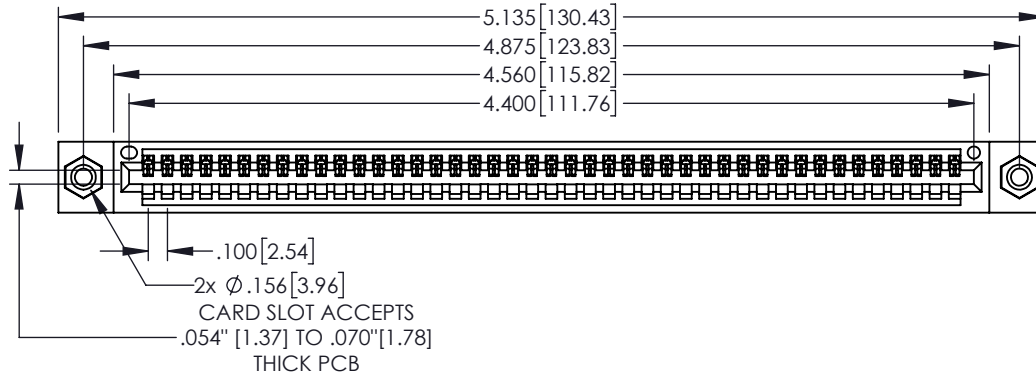 5.135[130.43]
4.875[123.83]
4.560[115.82]
4.400[111.76]
.100[2.54]
2x Ø.156[3.96]
CARD SLOT ACCEPTS
.054" [1.37] TO .070"[1.78]
THICK PCB